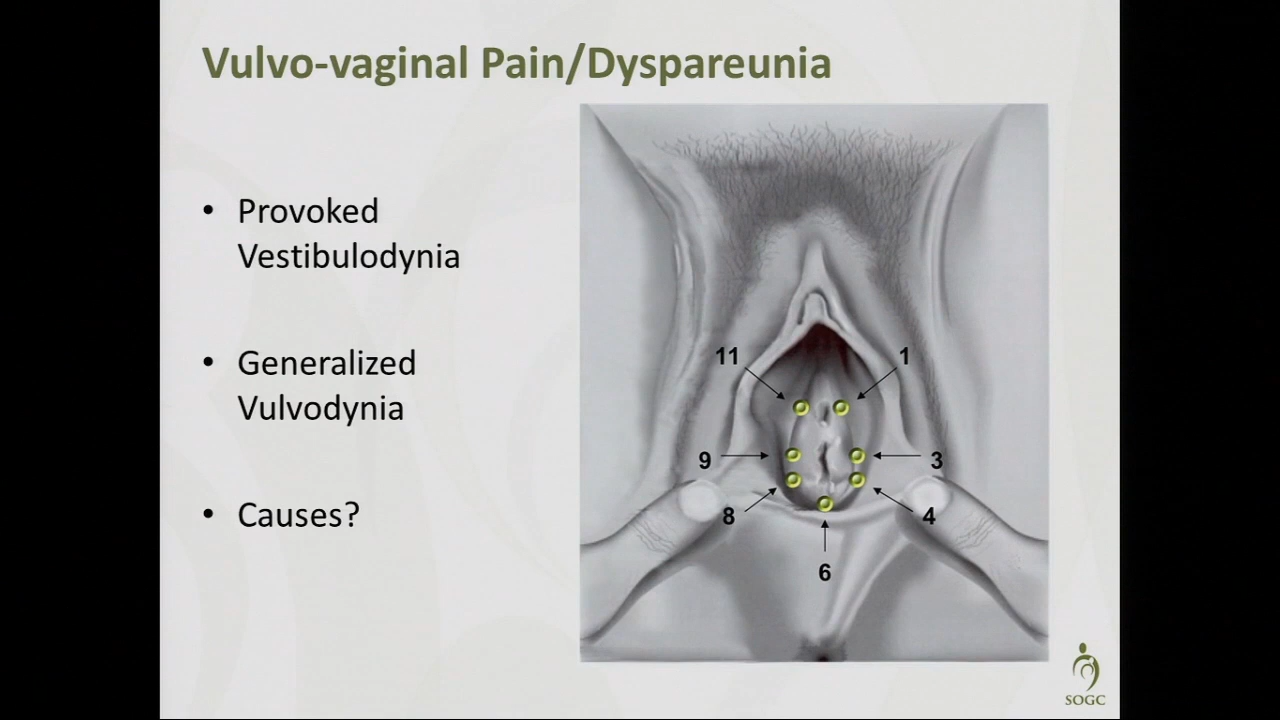 Vulvo-vaginal Pain/Dyspareunia
• Provoked
Vestibulodynia
• Generalized
Vulvodynia
• Causes?
11
1
9
3
8
4
6
SOGC